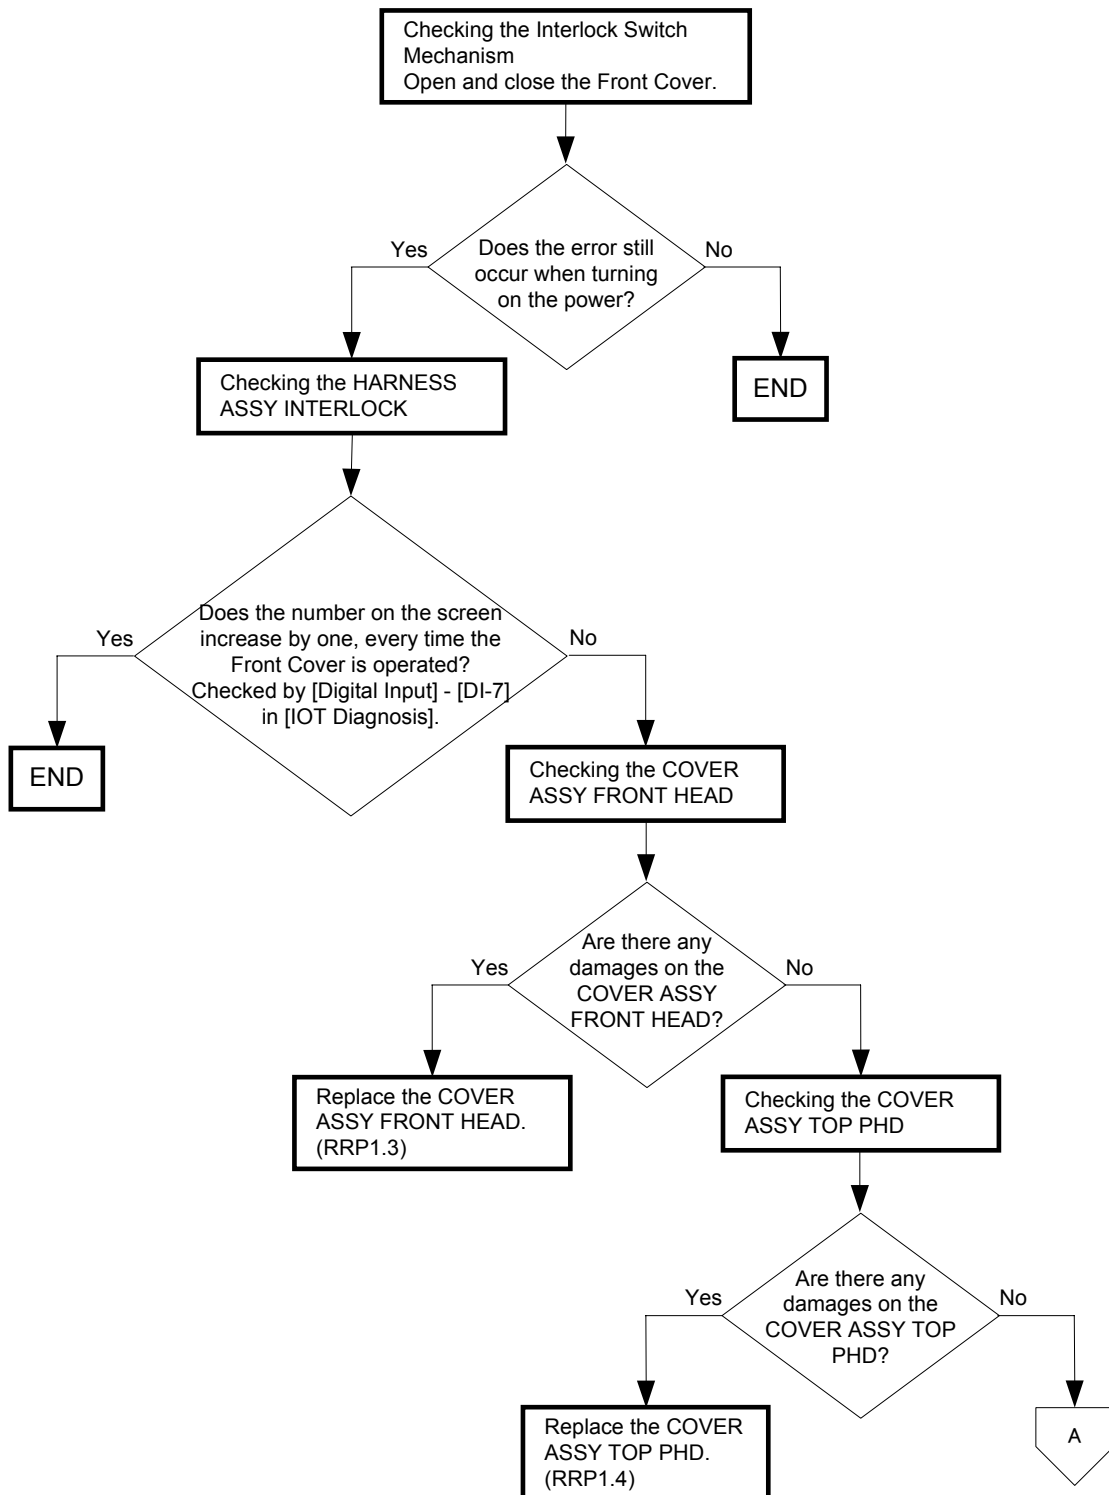 Checking the Interlock Switch
Mechanism
Open and close the Front Cover.
Yes
Does the error still
occur when turning
on the power?
No
Checking the HARNESS
ASSY INTERLOCK
END
Yes
Does the number on the screen
increase by one, every time the
Front Cover is operated?
Checked by [Digital Input] - [DI-7]
in [IOT Diagnosis].
No
END
Checking the COVER
ASSY FRONT HEAD
Yes
Are there any
damages on the
COVER ASSY
FRONT HEAD?
No
Replace the COVER
ASSY FRONT HEAD.
(RRP1.3)
Checking the COVER
ASSY TOP PHD
Yes
Are there any
damages on the
COVER ASSY TOP
PHD?
No
Replace the COVER
ASSY TOP PHD.
(RRP1.4)
A